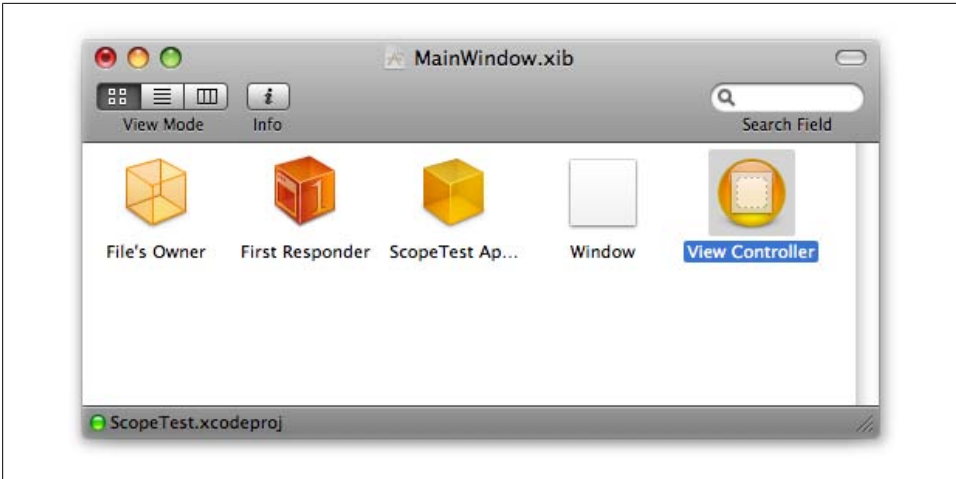 MainWindow.xib
View Mode
Info
Search Field
File's Owner
First Responder
ScopeTest Ap...
Window
View Controller
ScopeTest.xcodeproj